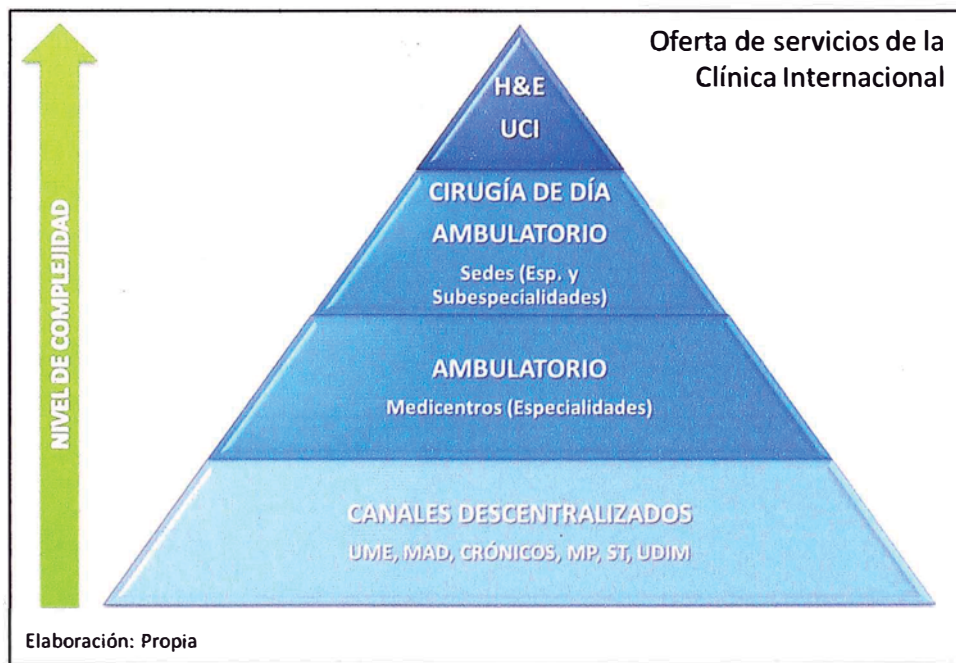 Oferta de servicios de la
Clínica Internacional
H&E
UCI
CIRUGÍA DE DÍA
AMBULATORIO
Sedes (Esp. y
Subespecialidades)
AMBULATORIO
Medicentros (Especialidades)
CANALES DESCENTRALIZADOS
UME, MAD, CRÓNICOS, MP, ST, UDIM
NIVEL DE COMPLEJIDAD
Elaboración: Propia